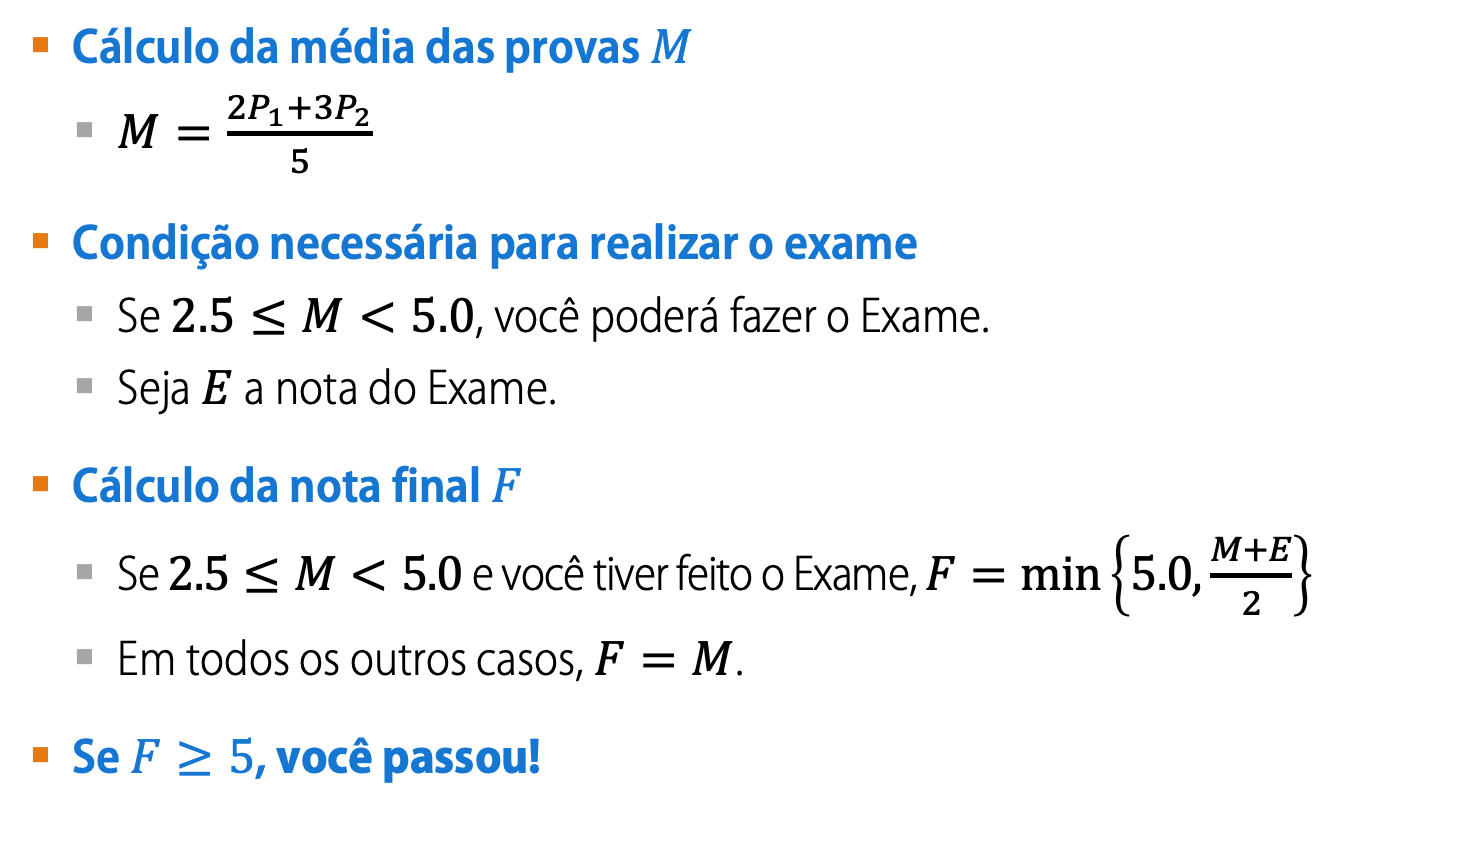 Cálculo da média das provas M
M = (2P₁+3P₂)/5
Condição necessária para realizar o exame
Se 2.5 ≤ M < 5.0, você poderá fazer o Exame.
Seja E a nota do Exame.
Cálculo da nota final F
Se 2.5 ≤ M < 5.0 e você tiver feito o Exame, F = min {5.0, (M+E)/2}
Em todos os outros casos, F = M.
Se F ≥ 5, você passou!